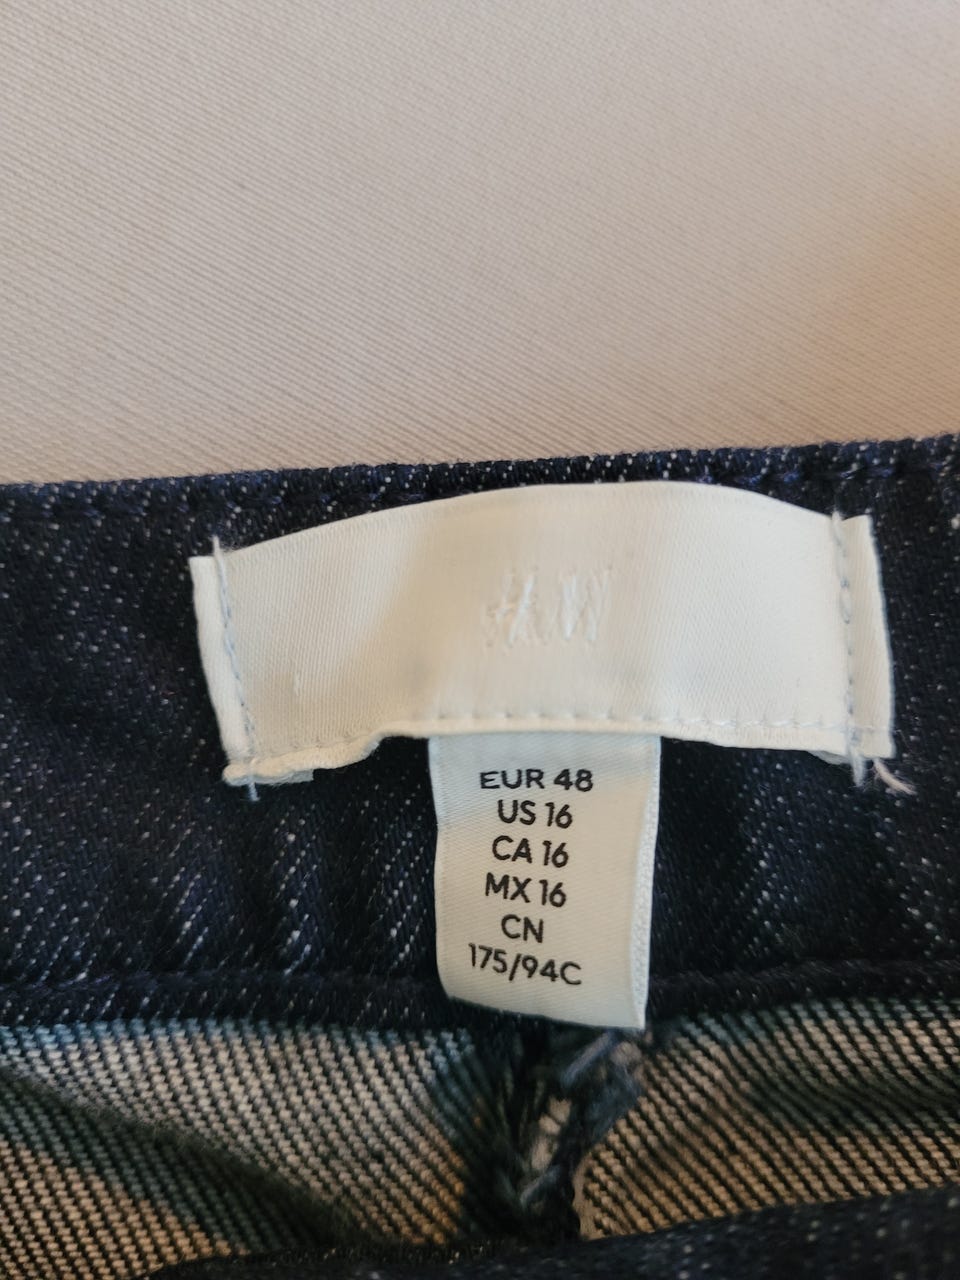 H&M
EUR 48
US 16
CA 16
MX 16
CN
175/94C